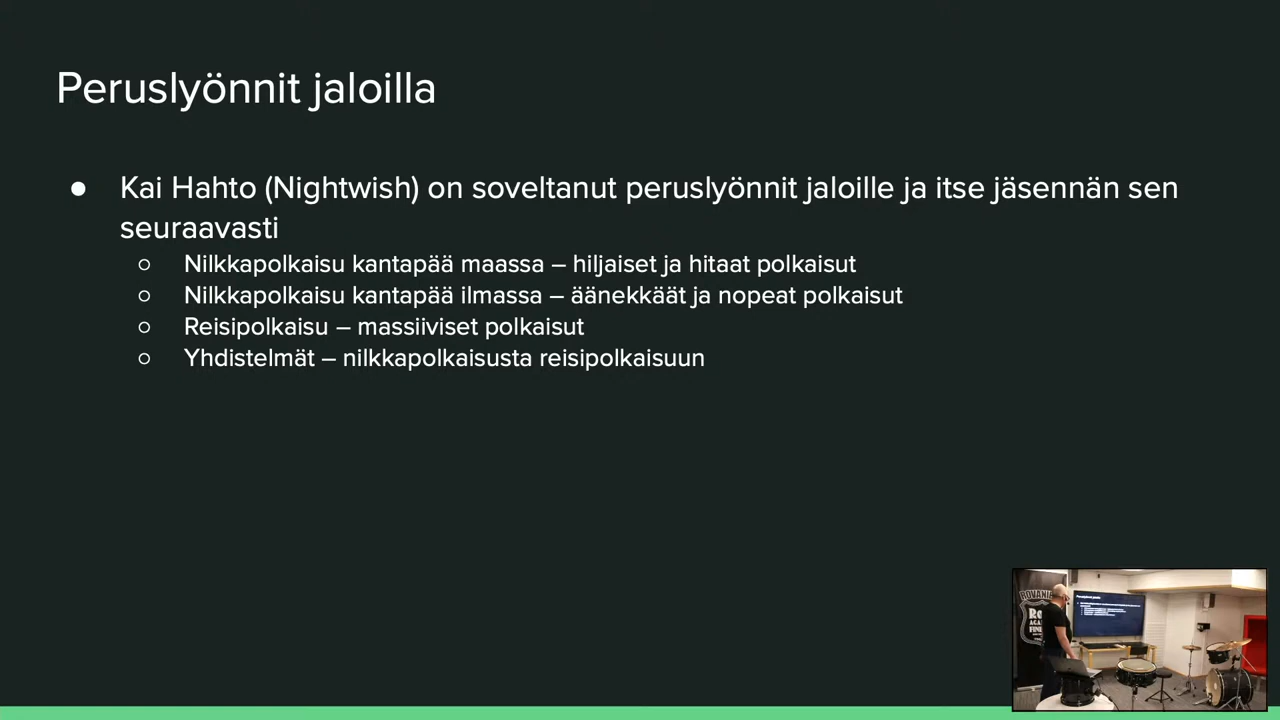 Peruslyönnit jaloilla
● Kai Hahto (Nightwish) on soveltanut peruslyönnit jaloille ja itse jäsennän sen
seuraavasti
○ Nilkkapolkaisu kantapää maassa – hiljaiset ja hitaat polkaisut
○ Nilkkapolkaisu kantapää ilmassa – äänekkäät ja nopeat polkaisut
○ Reisipolkaisu – massiiviset polkaisut
○ Yhdistelmät – nilkkapolkaisusta reisipolkaisuun